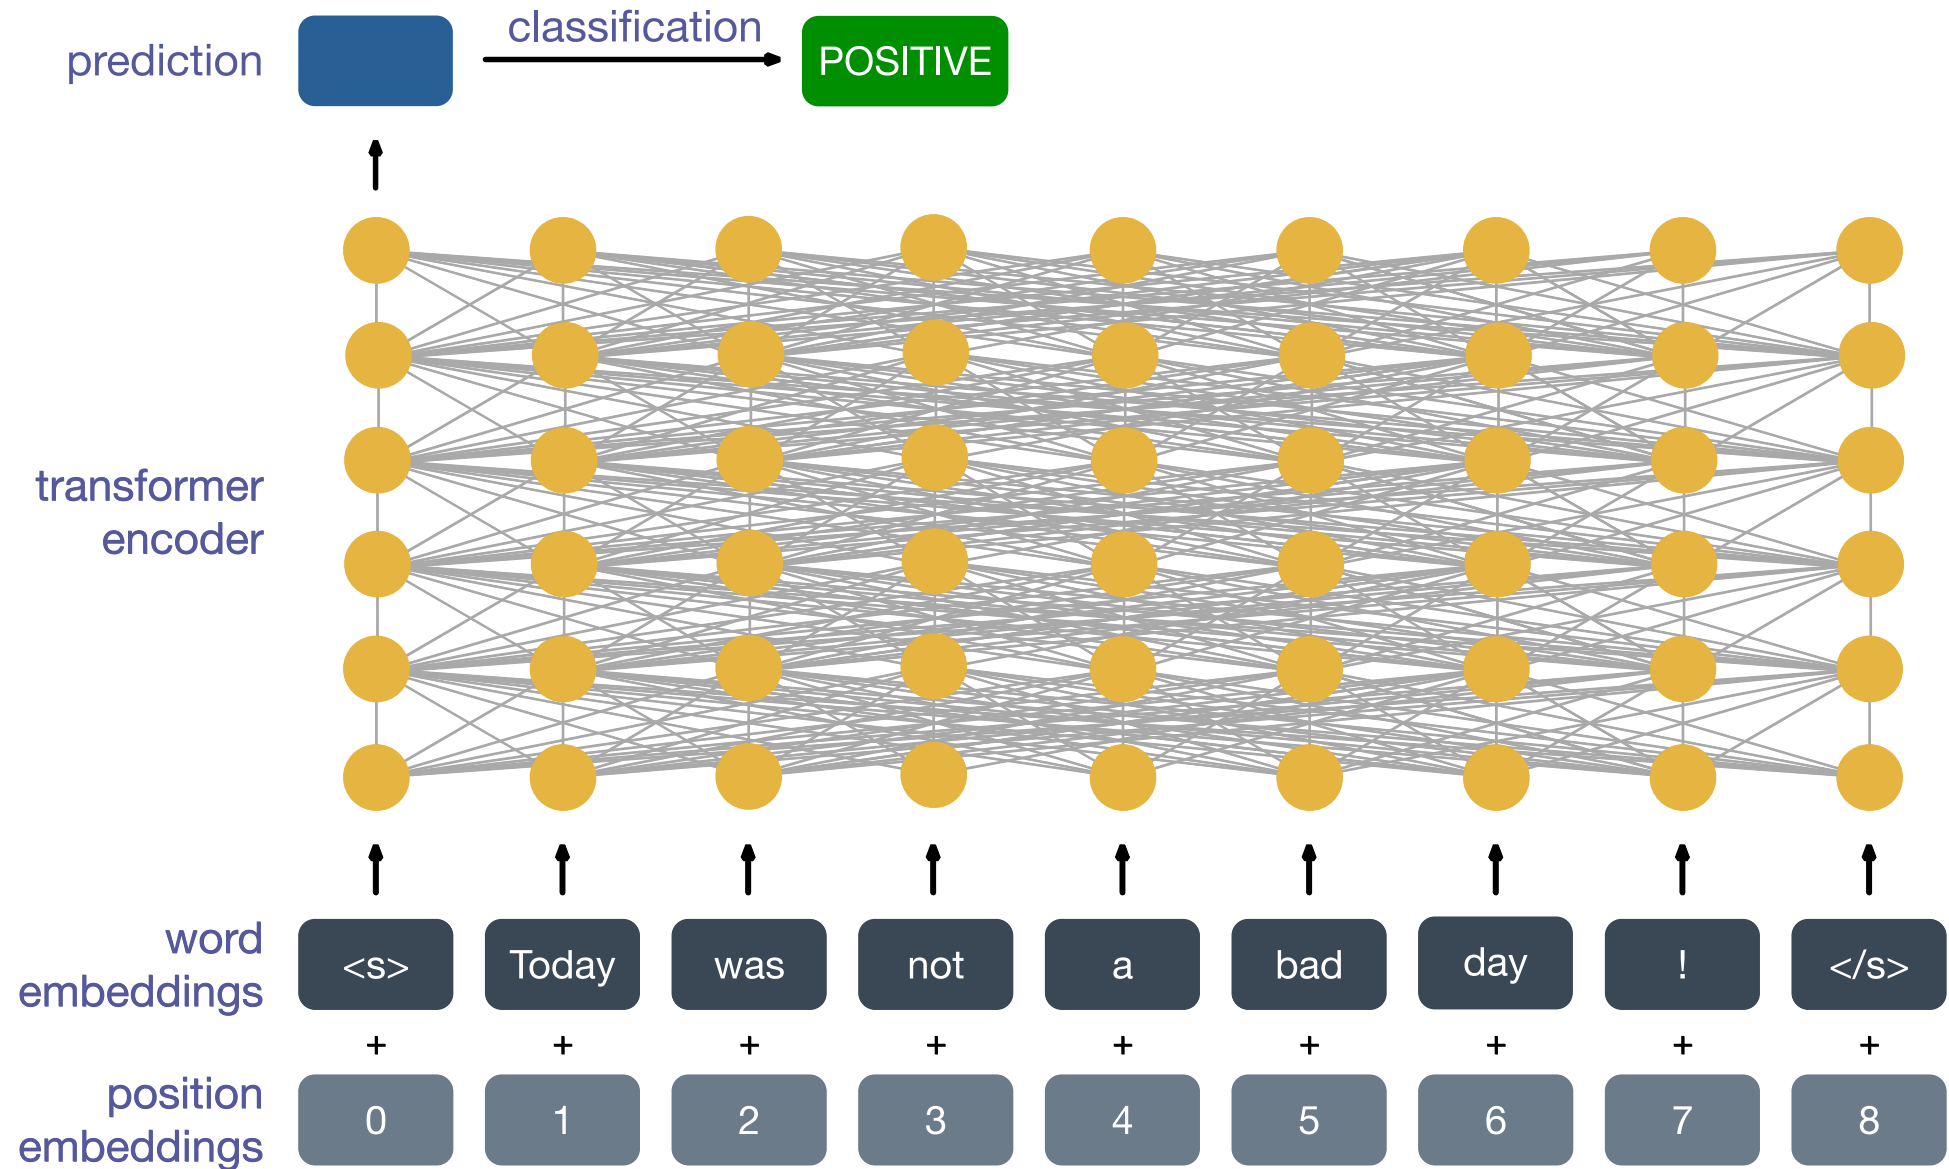 prediction
classification
POSITIVE
transformer
encoder
word
embeddings
<s> Today was not a bad day ! </s>
+ + + + + + + + +
position
embeddings
0 1 2 3 4 5 6 7 8